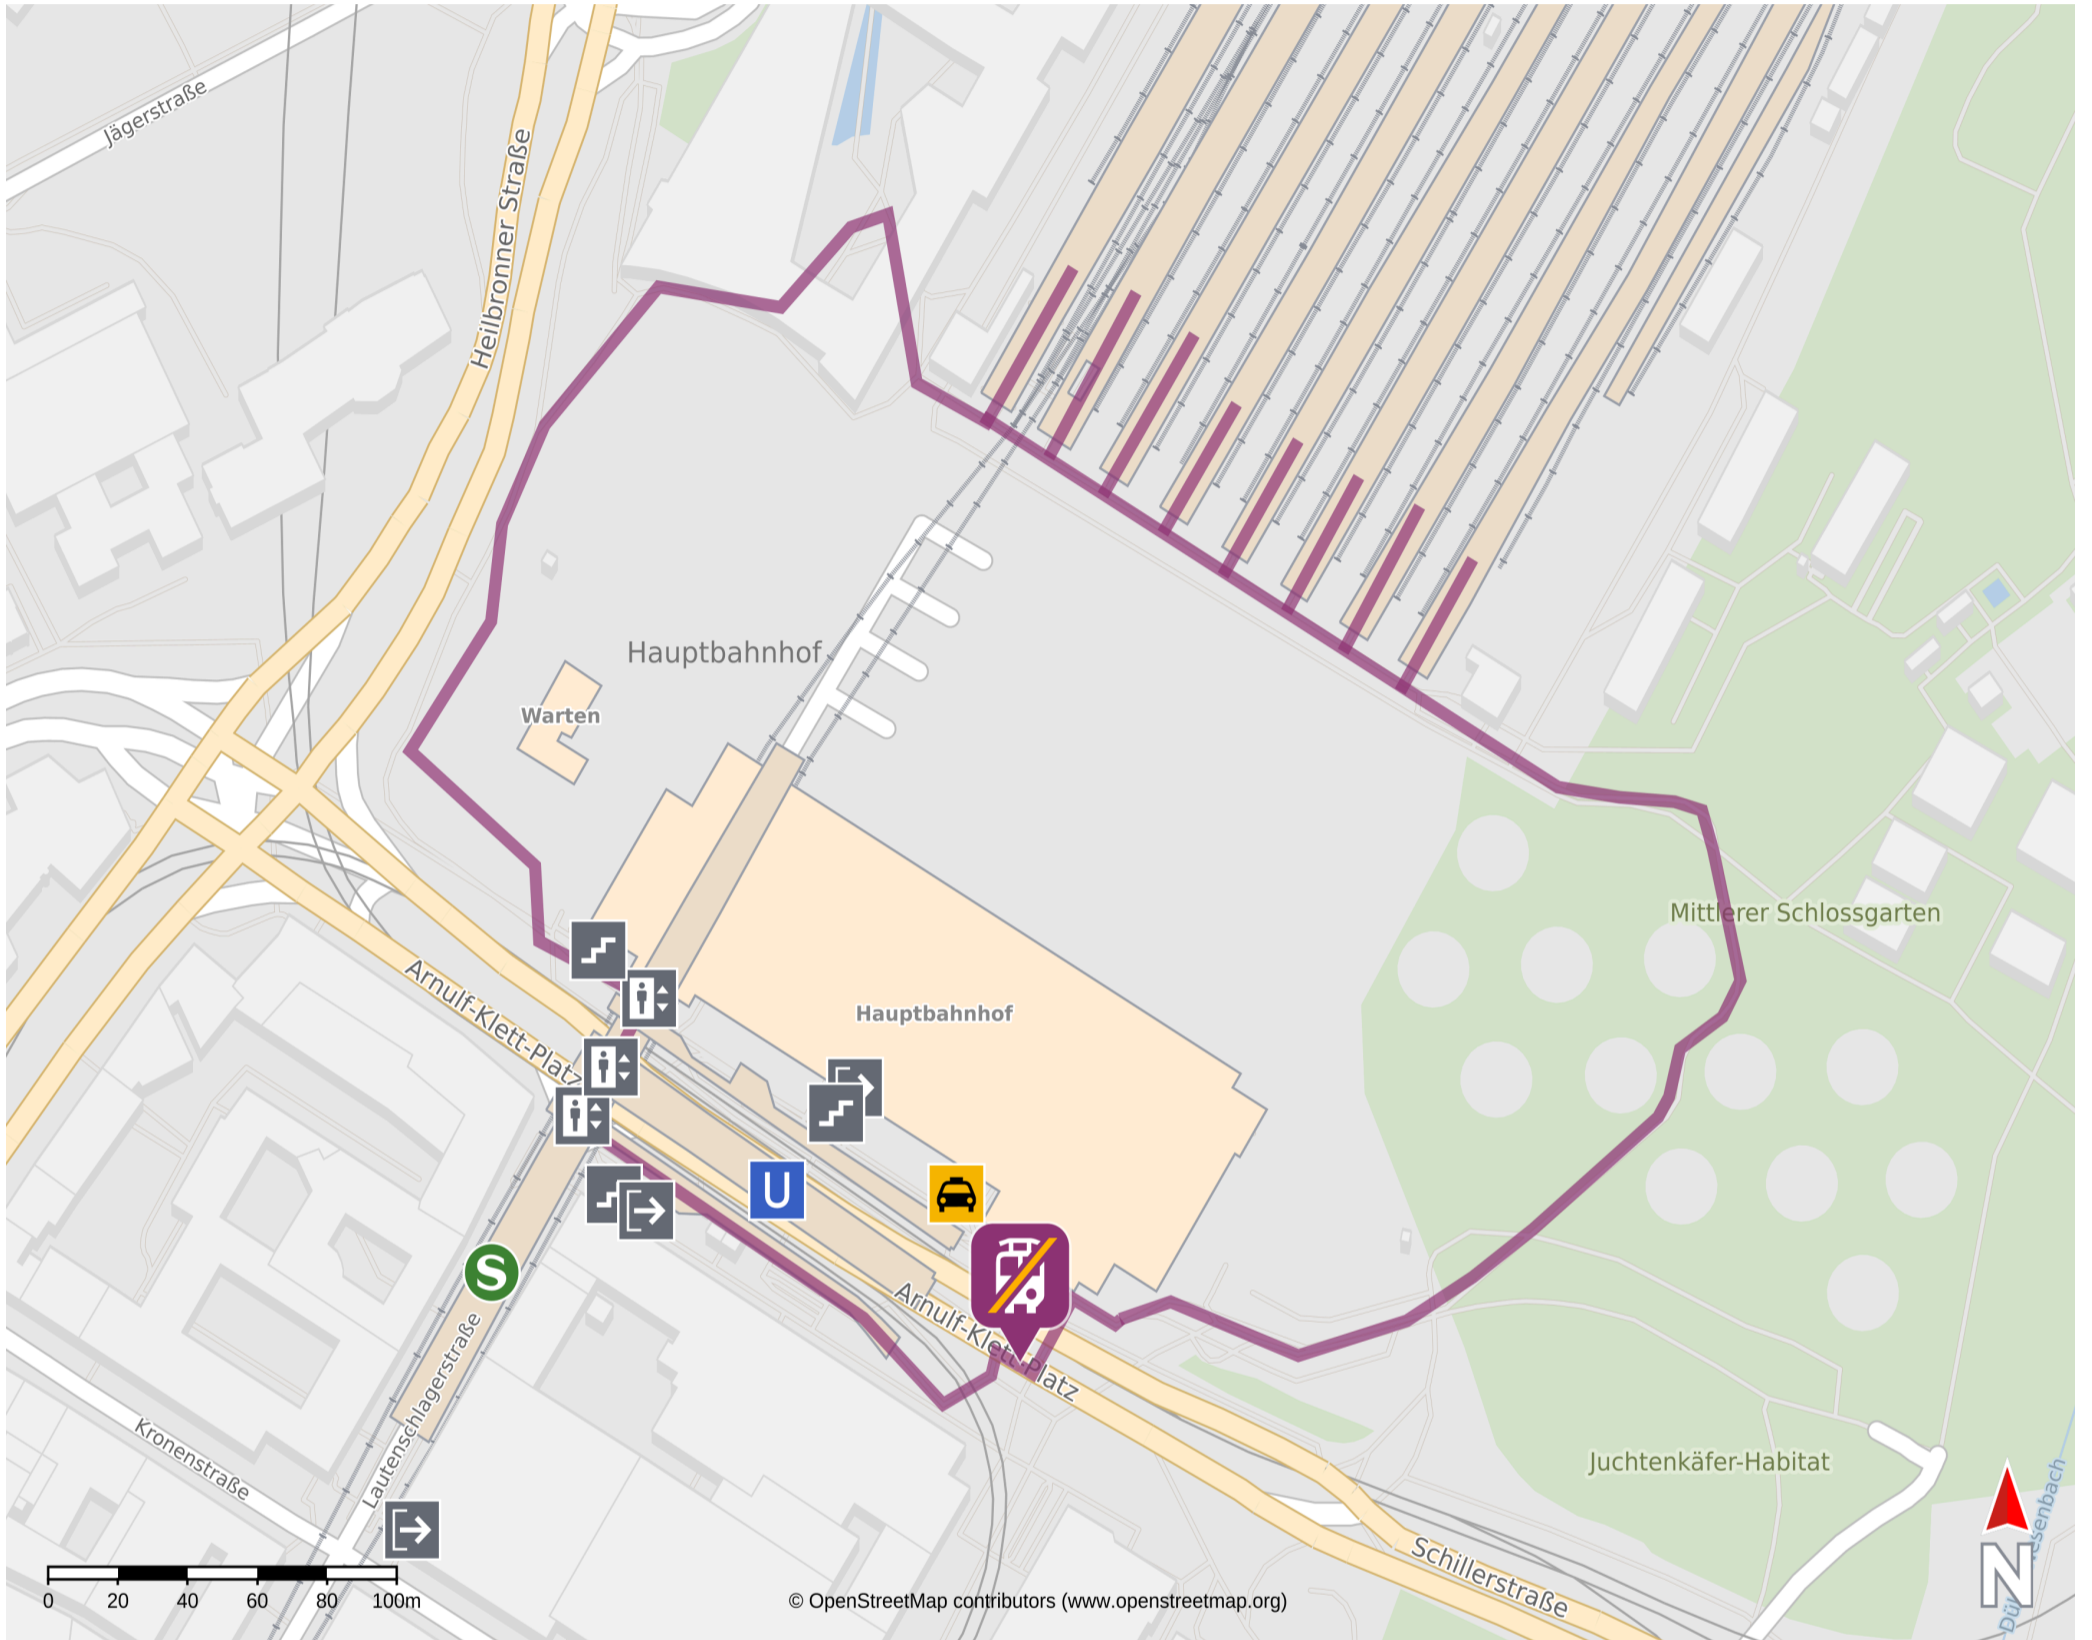 Jägerstraße
Heilbronner Straße
Hauptbahnhof
Warten
Mittlerer Schlossgarten
Hauptbahnhof
Arnulf-Klett-Platz
U
S
Arnulf-Klett-Platz
Lautenschlagerstraße
Kronenstraße
Juchtenkäfer-Habitat
Schillerstraße
N
0 20 40 60 80 100m
© OpenStreetMap contributors (www.openstreetmap.org)